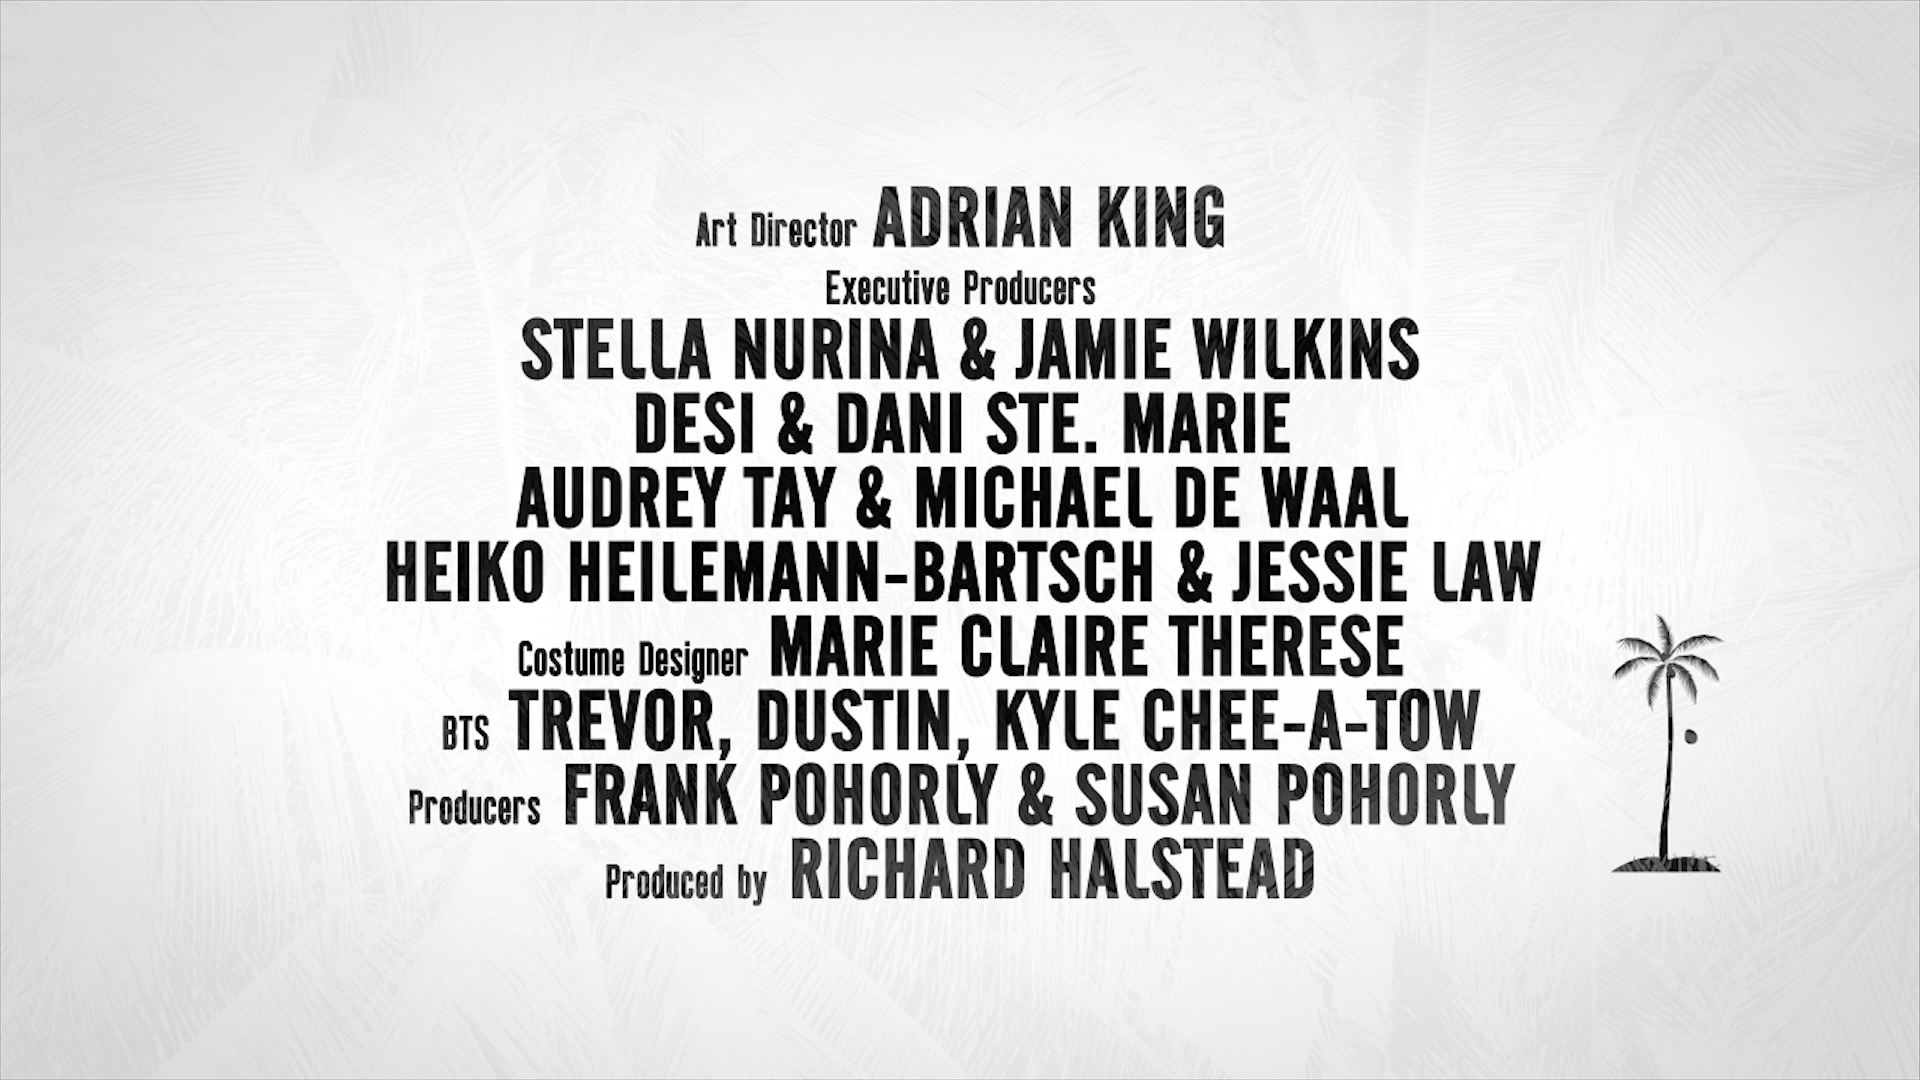 Art Director ADRIAN KING
Executive Producers
STELLA NURINA & JAMIE WILKINS
DESI & DANI STE. MARIE
AUDREY TAY & MICHAEL DE WAAL
HEIKO HEILEMANN-BARTSCH & JESSIE LAW
Costume Designer MARIE CLAIRE THERESE
BTS TREVOR, DUSTIN, KYLE CHEE-A-TOW
Producers FRANK POHORLY & SUSAN POHORLY
Produced by RICHARD HALSTEAD